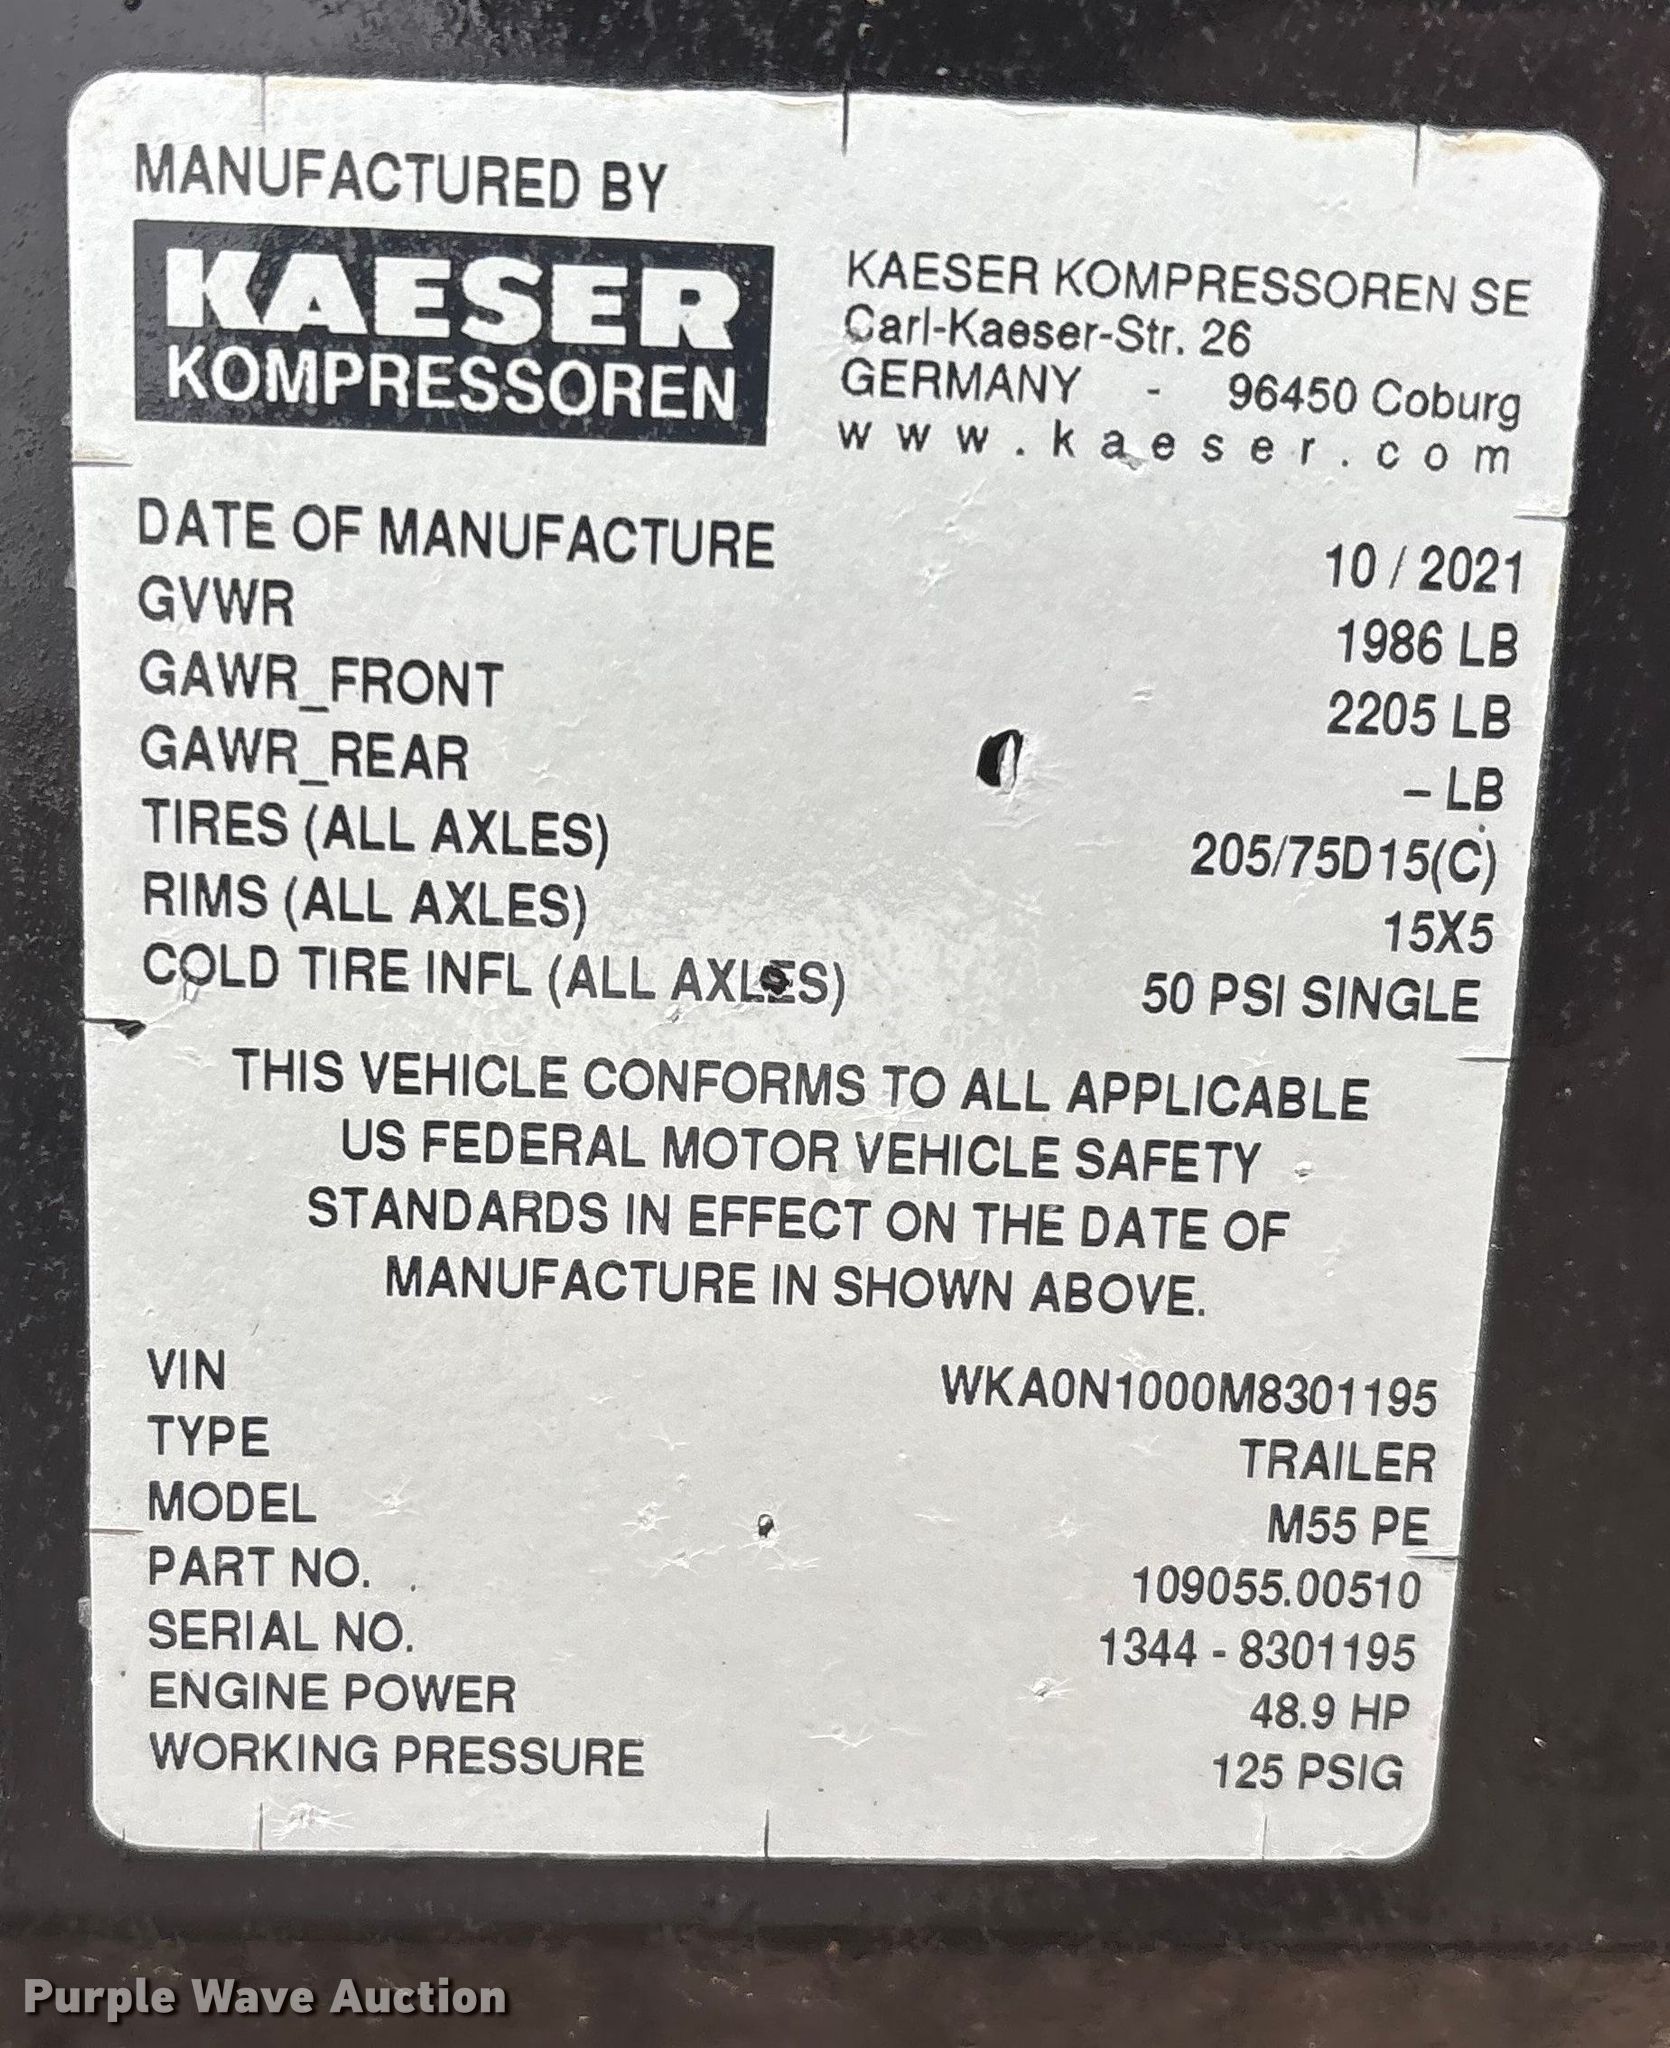 MANUFACTURED BY
KAESER
KOMPRESSOREN
KAESER KOMPRESSOREN SE
Carl-Kaeser-Str. 26
GERMANY - 96450 Coburg
www.kaeser.com
DATE OF MANUFACTURE 10 / 2021
GVWR 1986 LB
GAWR_FRONT 2205 LB
GAWR_REAR – LB
TIRES (ALL AXLES) 205/75D15(C)
RIMS (ALL AXLES) 15X5
COLD TIRE INFL (ALL AXLES) 50 PSI SINGLE
THIS VEHICLE CONFORMS TO ALL APPLICABLE
US FEDERAL MOTOR VEHICLE SAFETY
STANDARDS IN EFFECT ON THE DATE OF
MANUFACTURE IN SHOWN ABOVE.
VIN WKA0N1000M8301195
TYPE TRAILER
MODEL M55 PE
PART NO. 109055.00510
SERIAL NO. 1344 - 8301195
ENGINE POWER 48.9 HP
WORKING PRESSURE 125 PSIG
Purple Wave Auction